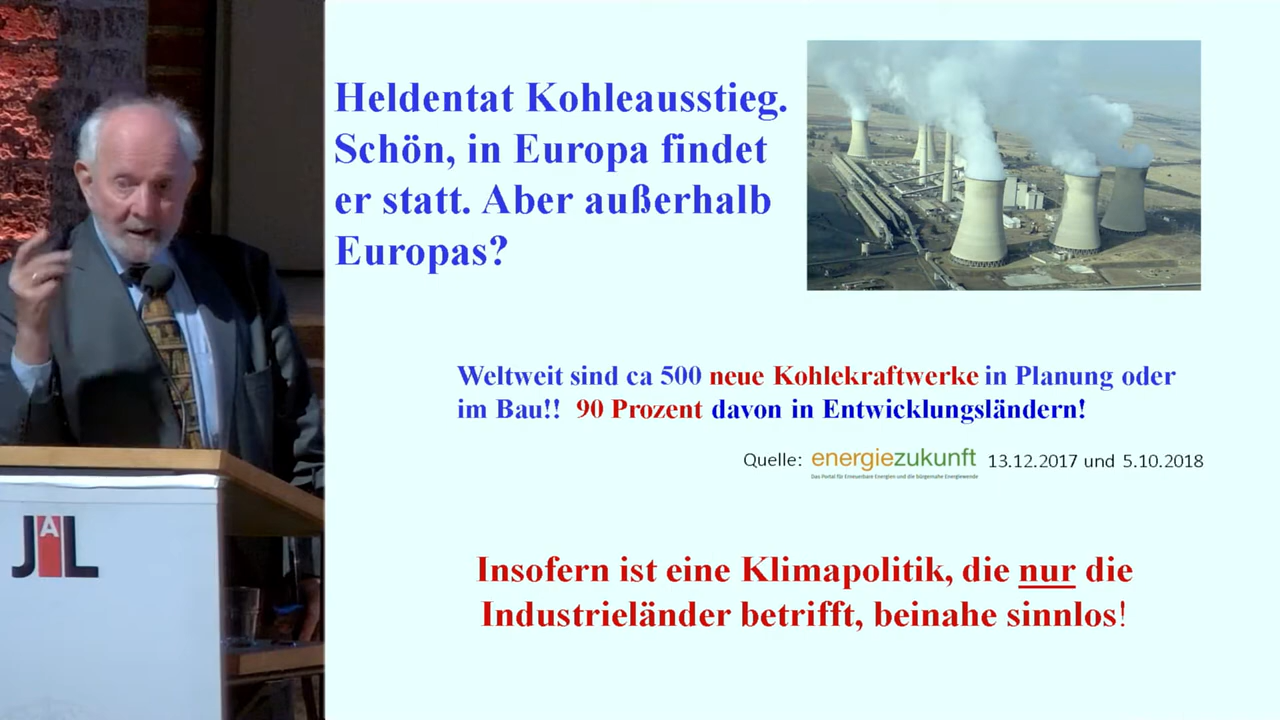 Heldentat Kohleausstieg.
Schön, in Europa findet
er statt. Aber außerhalb
Europas?
Weltweit sind ca 500 neue Kohlekraftwerke in Planung oder
im Bau!! 90 Prozent davon in Entwicklungsländern!
Quelle: energiezukunft 13.12.2017 und 5.10.2018
Das Portal für Erneuerbare Energien und die bürgernahe Energiewende
Insofern ist eine Klimapolitik, die nur die
Industrieländer betrifft, beinahe sinnlos!
JAL